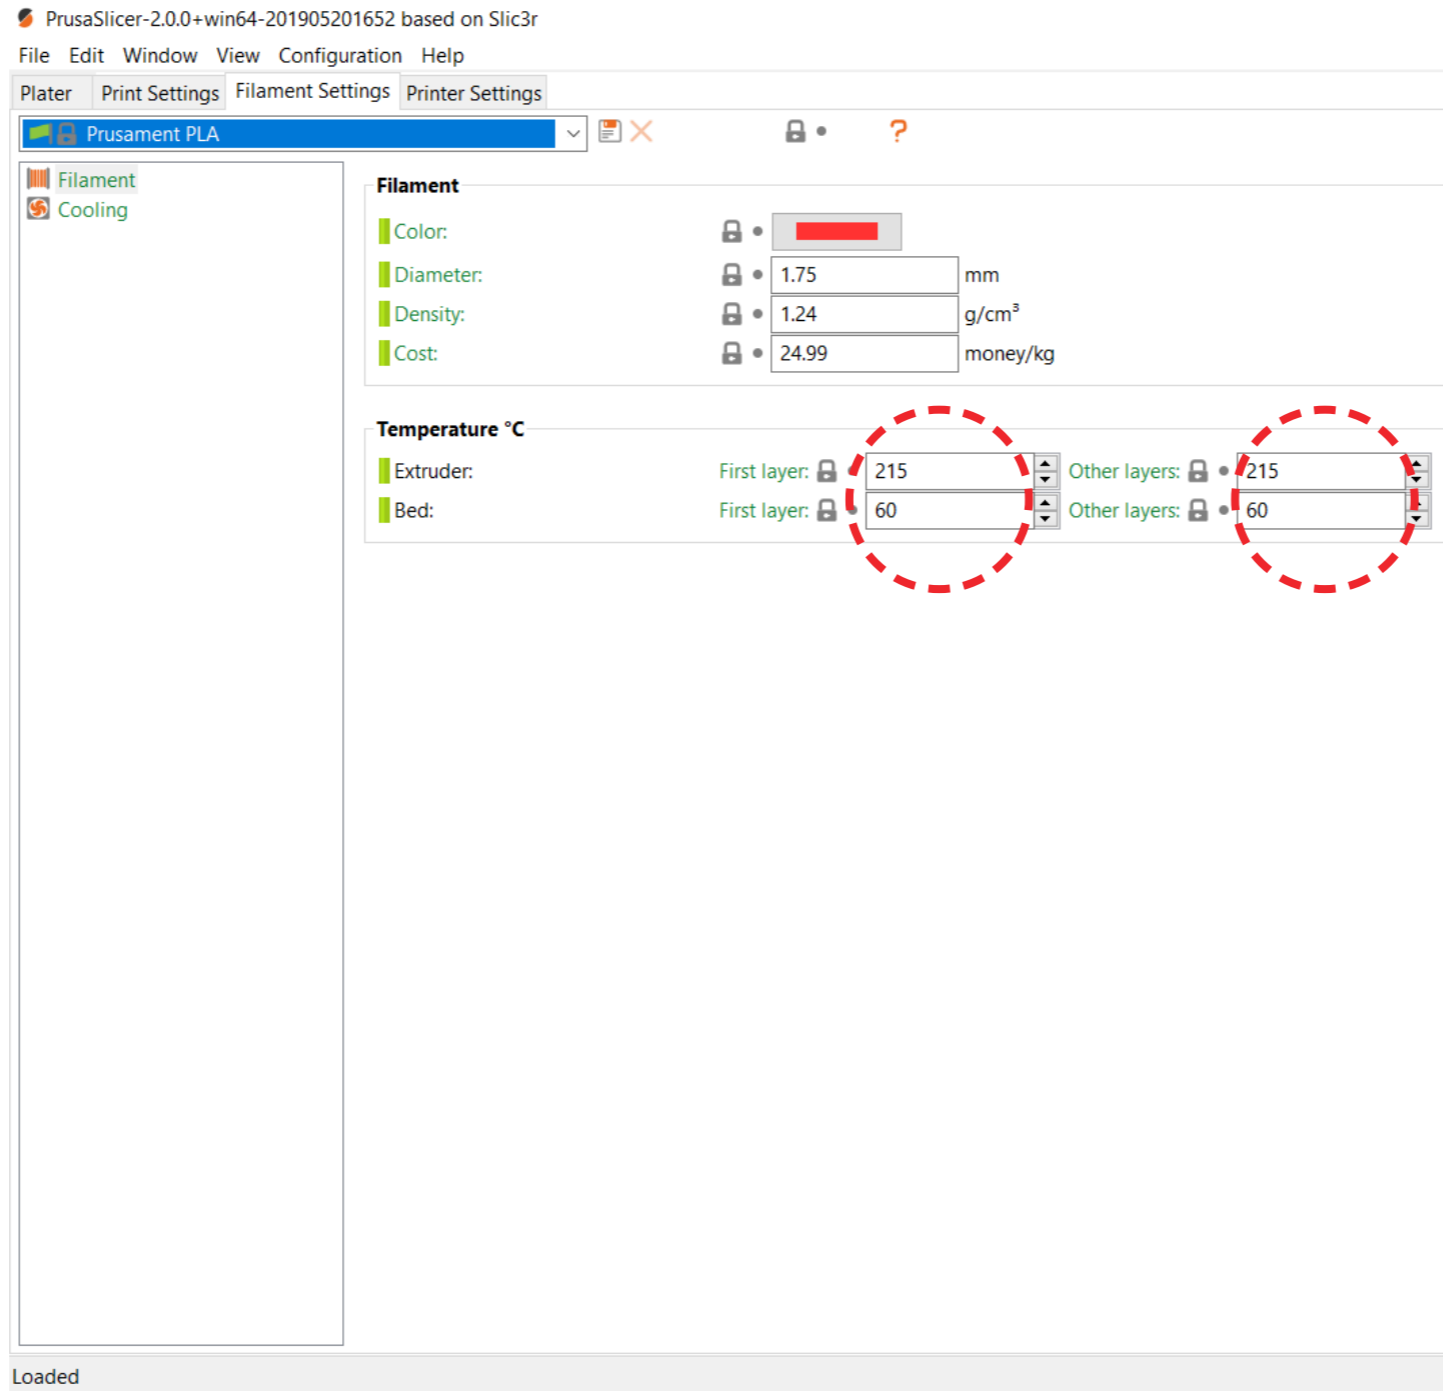 PrusaSlicer-2.0.0+win64-201905201652 based on Slic3r
File Edit Window View Configuration Help
Plater Print Settings Filament Settings Printer Settings
Prusament PLA ?
Filament
Cooling
Filament
Color:
Diameter: 1.75 mm
Density: 1.24 g/cm³
Cost: 24.99 money/kg
Temperature °C
Extruder: First layer: 215 Other layers: 215
Bed: First layer: 60 Other layers: 60
Loaded